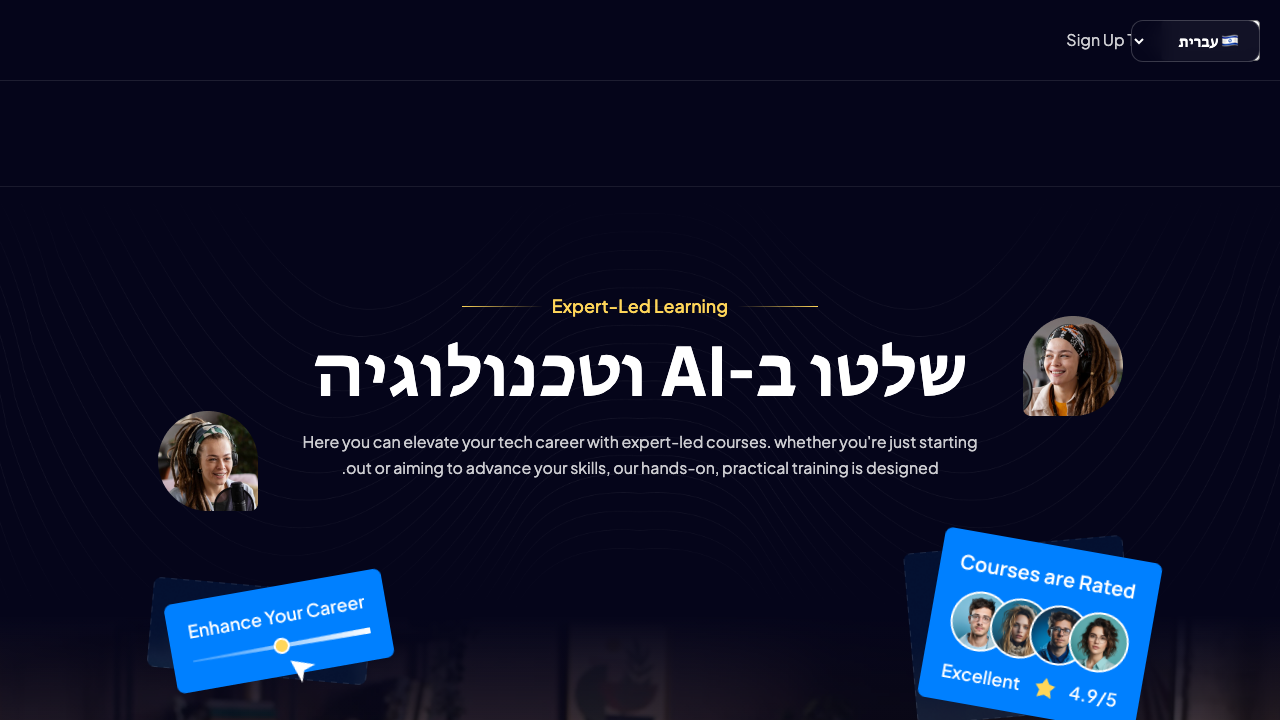 עברית
Sign Up
Expert-Led Learning
שלטו ב-AI וטכנולוגיה
Here you can elevate your tech career with expert-led courses. whether you're just starting
out or aiming to advance your skills, our hands-on, practical training is designed.
Enhance Your Career
Courses are Rated
Excellent 4.9/5